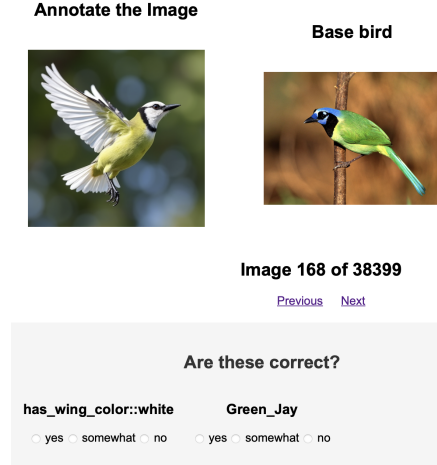 Annotate the Image
Base bird
Image 168 of 38399
Previous Next
Are these correct?
has_wing_color::white Green_Jay
yes somewhat no yes somewhat no